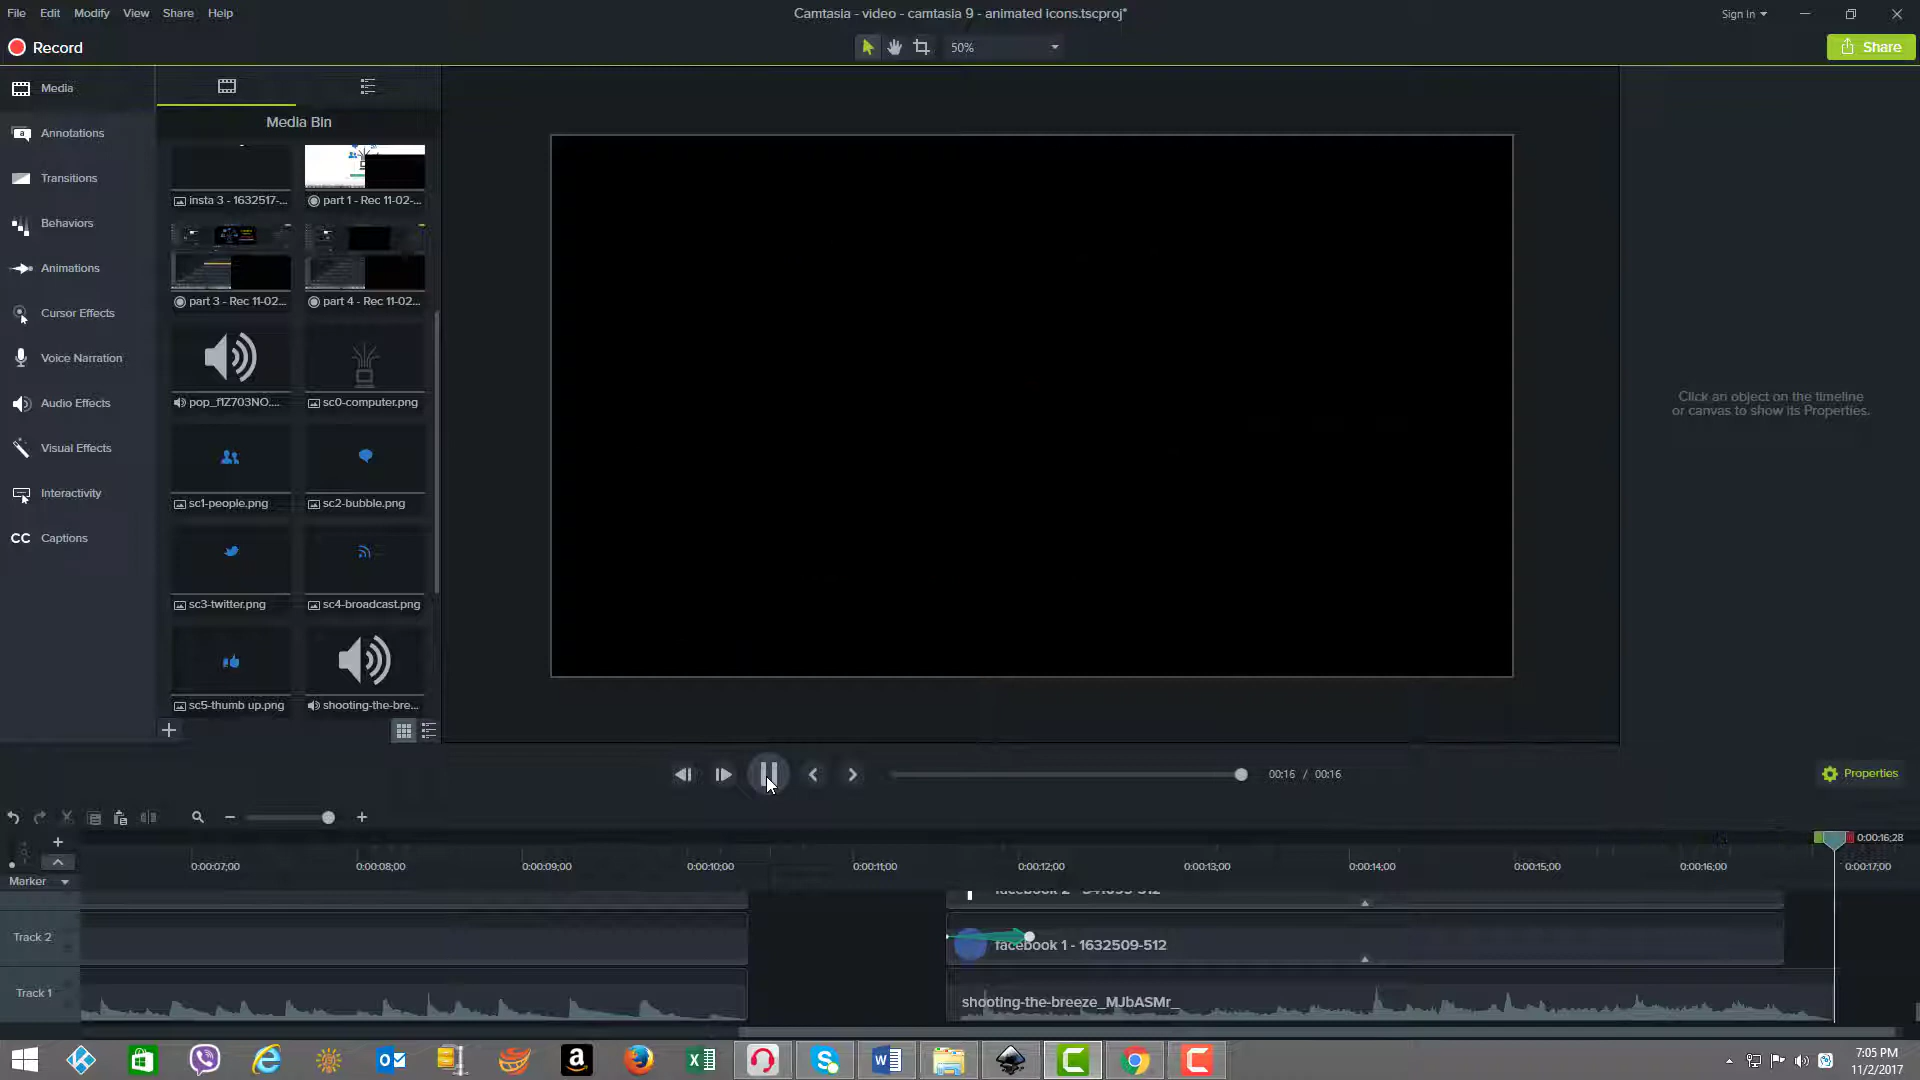 File Edit Modify View Share Help
Camtasia - video - camtasia 9 - animated icons.tscproj*
Sign In
Record
50%
Share
Media
Annotations
Transitions
Behaviors
Animations
Cursor Effects
Voice Narration
Audio Effects
Visual Effects
Interactivity
CC Captions
Media Bin
insta 3 - 1632517-...
part 1 - Rec 11-02-...
part 3 - Rec 11-02...
part 4 - Rec 11-02...
pop_f1Z703NO....
sc0-computer.png
sc1-people.png
sc2-bubble.png
sc3-twitter.png
sc4-broadcast.png
sc5-thumb up.png
shooting-the-bre...
Click an object on the timeline
or canvas to show its Properties.
00:16 / 00:16
Properties
0:00:16;28
Marker
0:00:07;00 0:00:08;00 0:00:09;00 0:00:10;00 0:00:11;00 0:00:12;00 0:00:13;00 0:00:14;00 0:00:15;00 0:00:16;00 0:00:17;00
Track 2
facebook 1 - 1632509-512
Track 1
shooting-the-breeze_MJbASMr_
7:05 PM
11/2/2017